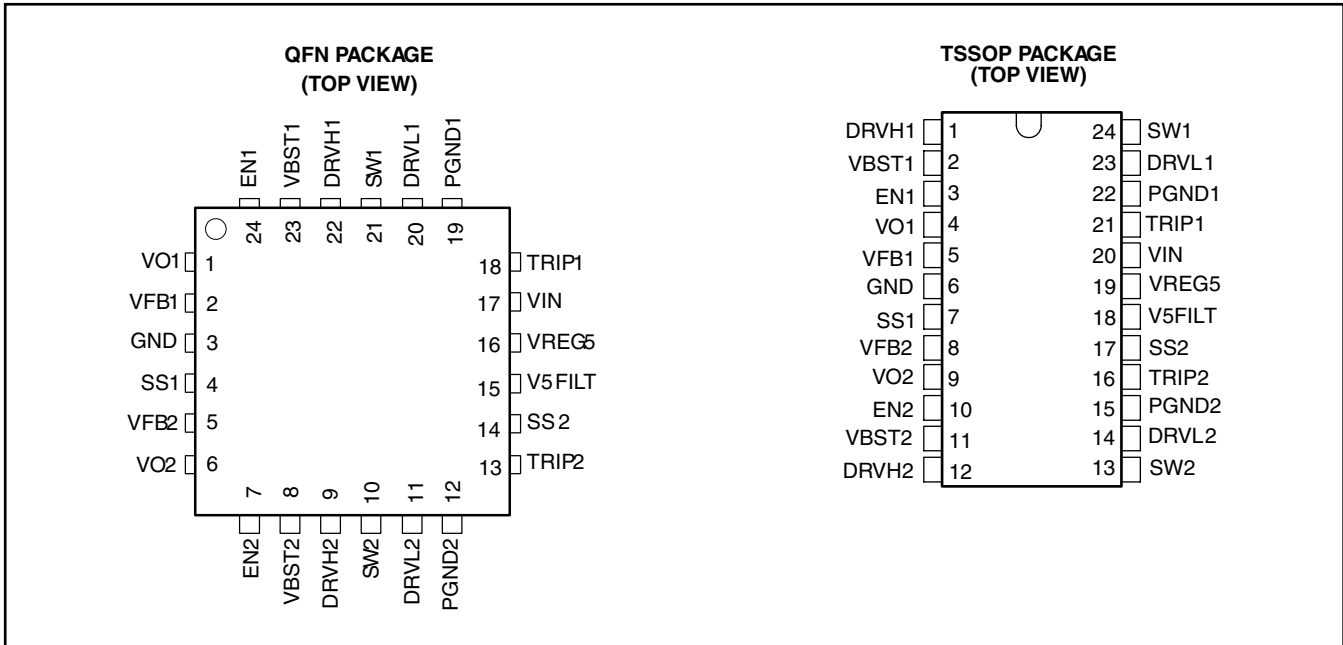 QFN PACKAGE
(TOP VIEW)
EN1
VBST1
DRVH1
SW1
DRVL1
PGND1
24
23
22
21
20
19
VO1 1
VFB1 2
GND 3
SS1 4
VFB2 5
VO2 6
18 TRIP1
17 VIN
16 VREG5
15 V5FILT
14 SS2
13 TRIP2
7
8
9
10
11
12
EN2
VBST2
DRVH2
SW2
DRVL2
PGND2
TSSOP PACKAGE
(TOP VIEW)
DRVH1 1 24 SW1
VBST1 2 23 DRVL1
EN1 3 22 PGND1
VO1 4 21 TRIP1
VFB1 5 20 VIN
GND 6 19 VREG5
SS1 7 18 V5FILT
VFB2 8 17 SS2
VO2 9 16 TRIP2
EN2 10 15 PGND2
VBST2 11 14 DRVL2
DRVH2 12 13 SW2